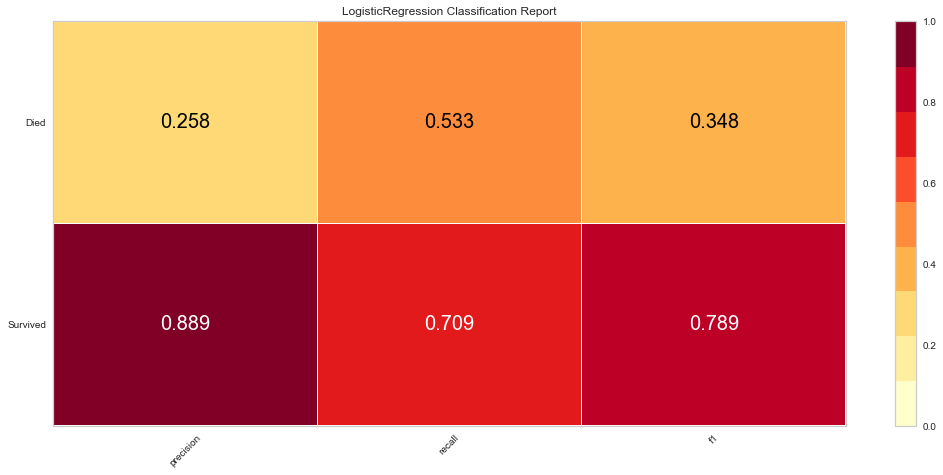 LogisticRegression Classification Report
Died
0.258 0.533 0.348
Survived
0.889 0.709 0.789
precision recall f1
1.0
0.8
0.6
0.4
0.2
0.0